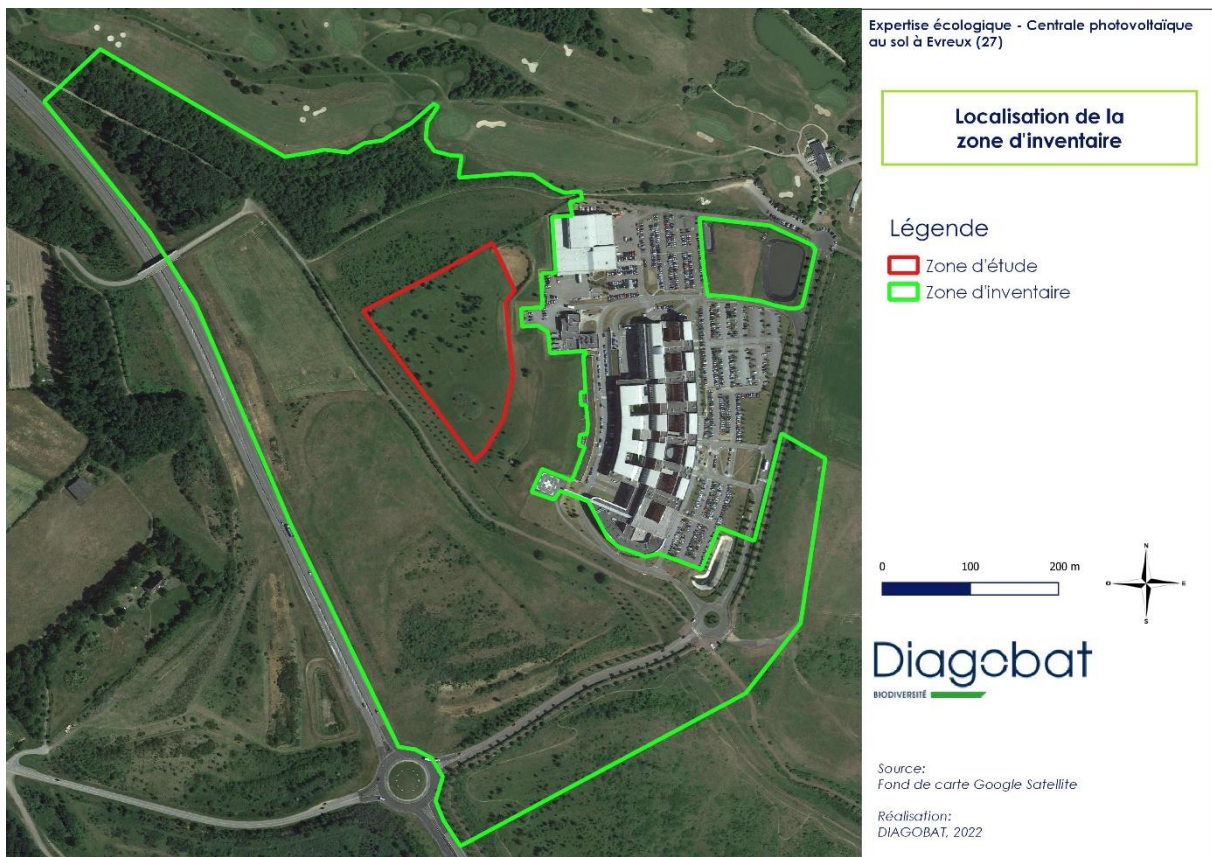 Expertise écologique - Centrale photovoltaïque
au sol à Evreux (27)
Localisation de la
zone d'inventaire
Légende
Zone d'étude
Zone d'inventaire
0 100 200 m
N
O E
S
Diagobat
BIODIVERSITÉ
Source:
Fond de carte Google Satellite
Réalisation:
DIAGOBAT, 2022